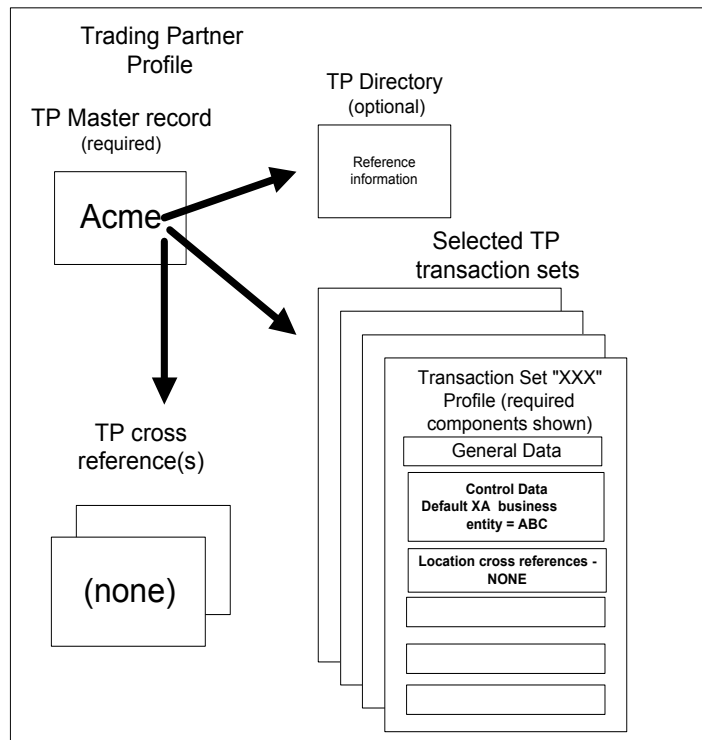 Trading Partner
Profile
TP Directory
(optional)
TP Master record
(required)
Reference
information
Acme
Selected TP
transaction sets
Transaction Set "XXX"
Profile (required
components shown)
General Data
Control Data
Default XA business
entity = ABC
Location cross references -
NONE
TP cross
reference(s)
(none)